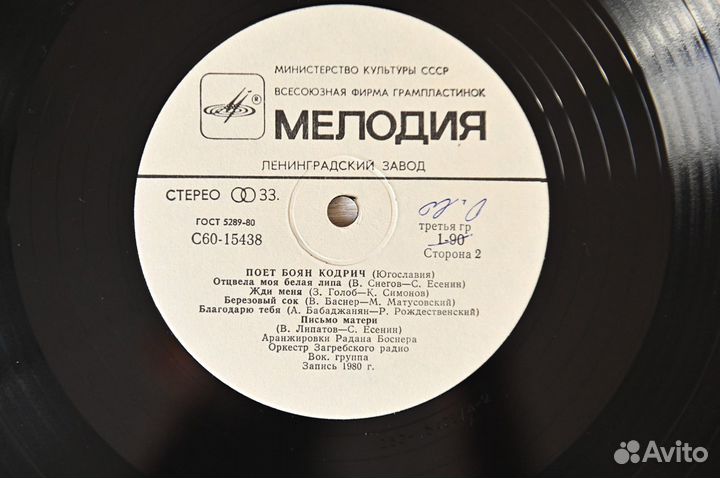 МИНИСТЕРСТВО КУЛЬТУРЫ СССР
ВСЕСОЮЗНАЯ ФИРМА ГРАМПЛАСТИНОК
®
МЕЛОДИЯ
ЛЕНИНГРАДСКИЙ ЗАВОД
СТЕРЕО 33.
ГОСТ 5289-80
С60-15438
третья гр
1-90
Сторона 2
ПОЕТ БОЯН КОДРИЧ (Югославия)
Отцвела моя белая липа (В. Снегов—С. Есенин)
Жди меня (З. Голоб—К. Симонов)
Березовый сок (В. Баснер—М. Матусовский)
Благодарю тебя (А. Бабаджанян—Р. Рождественский)
Письмо матери
(В. Липатов—С. Есенин)
Аранжировки Радана Боснера
Оркестр Загребского радио
Вок. группа
Запись 1980 г.
Avito